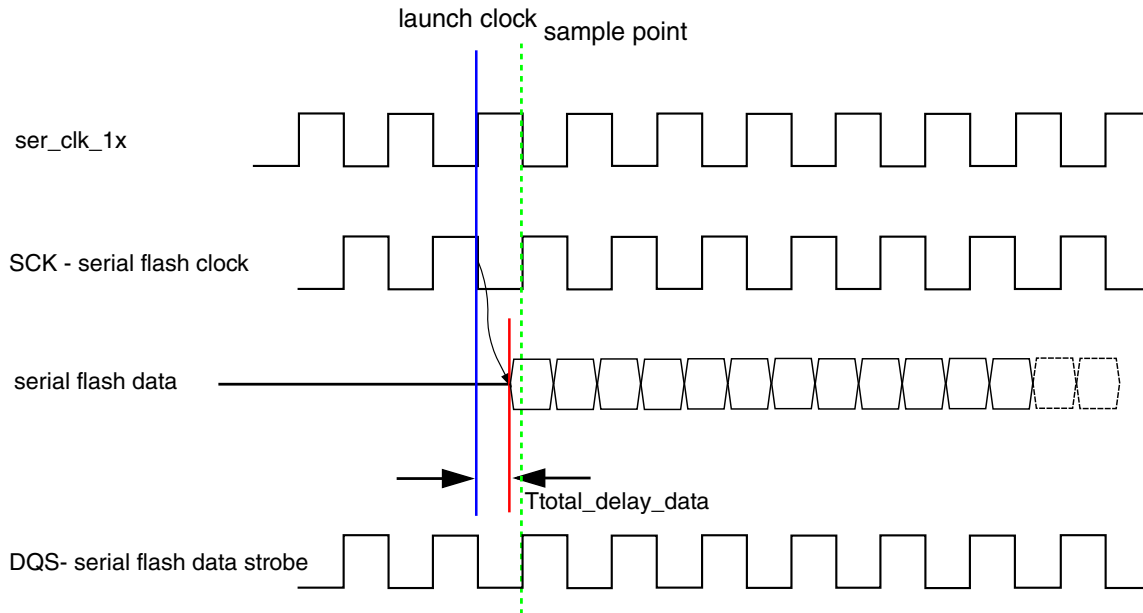 launch clock
sample point
ser_clk_1x
SCK - serial flash clock
serial flash data
Ttotal_delay_data
DQS- serial flash data strobe